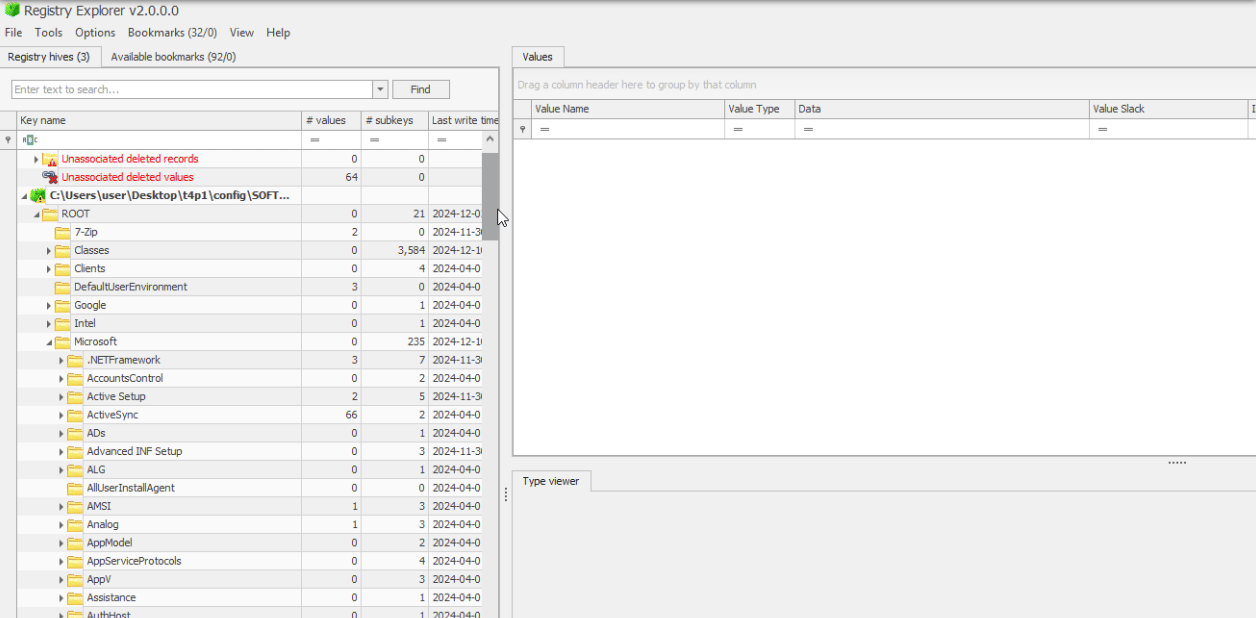 Registry Explorer v2.0.0.0
File Tools Options Bookmarks (32/0) View Help
Registry hives (3) Available bookmarks (92/0)
Enter text to search... Find
Key name # values # subkeys Last write time
= = =
Unassociated deleted records 0 0
Unassociated deleted values 64 0
C:\Users\user\Desktop\t4p1\config\SOFT...
ROOT 0 21 2024-12-0
7-Zip 2 0 2024-11-30
Classes 0 3,584 2024-12-10
Clients 0 4 2024-04-0
DefaultUserEnvironment 3 0 2024-04-0
Google 0 1 2024-04-0
Intel 0 1 2024-04-0
Microsoft 0 235 2024-12-10
.NETFramework 3 7 2024-11-30
AccountsControl 0 2 2024-04-0
Active Setup 2 5 2024-11-30
ActiveSync 66 2 2024-04-0
ADs 0 1 2024-04-0
Advanced INF Setup 0 3 2024-11-30
ALG 0 1 2024-04-0
AllUserInstallAgent 0 0 2024-04-0
AMSI 1 3 2024-04-0
Analog 1 3 2024-04-0
AppModel 0 2 2024-04-0
AppServiceProtocols 0 4 2024-04-0
AppV 0 3 2024-04-0
Assistance 0 1 2024-04-0
AuthHost 0 1 2024-04-0
Values
Drag a column header here to group by that column
Value Name Value Type Data Value Slack
= = = =
Type viewer